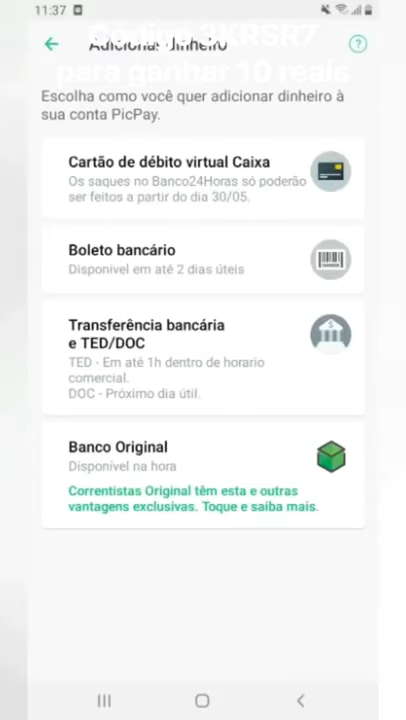 11:37
Adicionar dinheiro
?
para ganhar 10 reais
Escolha como você quer adicionar dinheiro à
sua conta PicPay.
Cartão de débito virtual Caixa
Os saques no Banco24Horas só poderão
ser feitos a partir do dia 30/05.
Boleto bancário
Disponível em até 2 dias úteis
Transferência bancária
e TED/DOC
TED - Em até 1h dentro de horario
comercial.
DOC - Próximo dia útil.
Banco Original
Disponível na hora
Correntistas Original têm esta e outras
vantagens exclusivas. Toque e saiba mais.